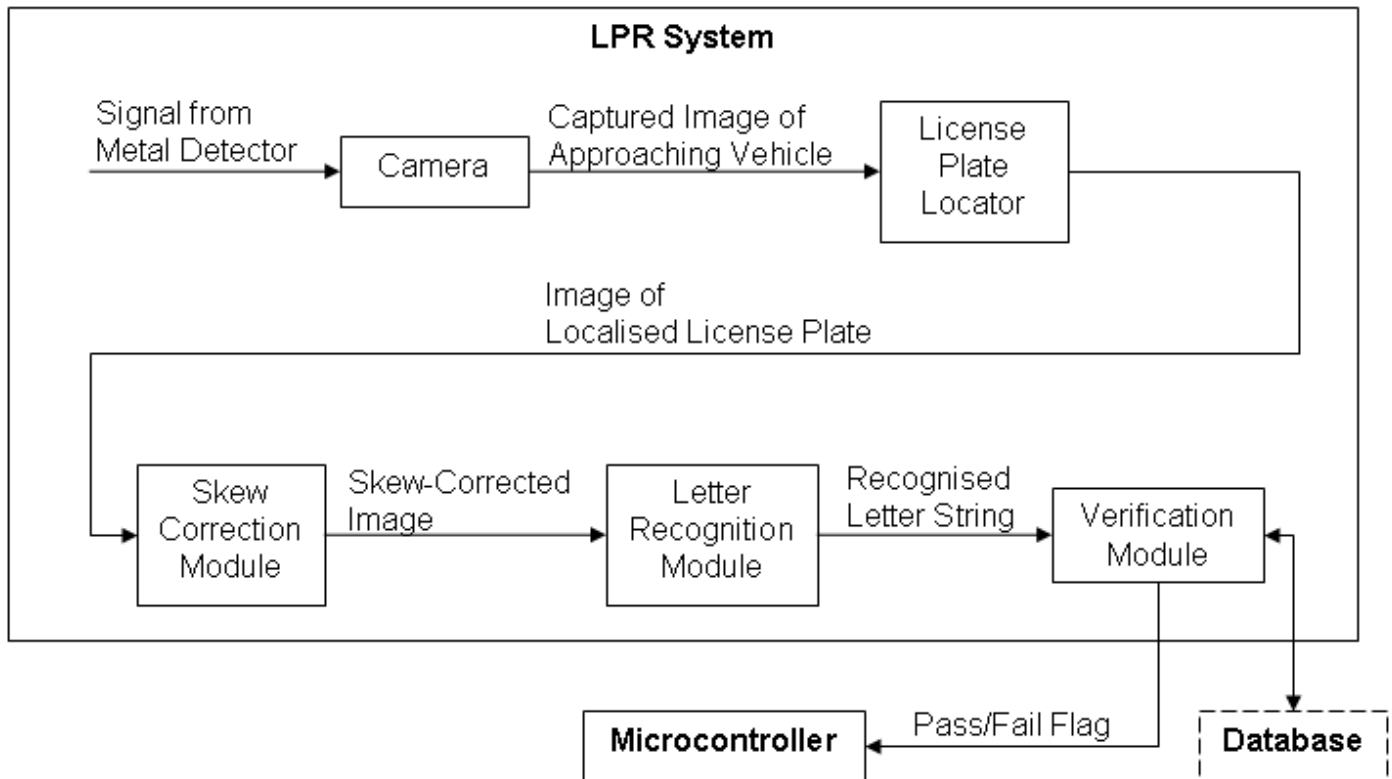 LPR System
Signal from
Metal Detector
Camera
Captured Image of
Approaching Vehicle
License
Plate
Locator
Image of
Localised License Plate
Skew
Correction
Module
Skew-Corrected
Image
Letter
Recognition
Module
Recognised
Letter String
Verification
Module
Microcontroller
Pass/Fail Flag
Database